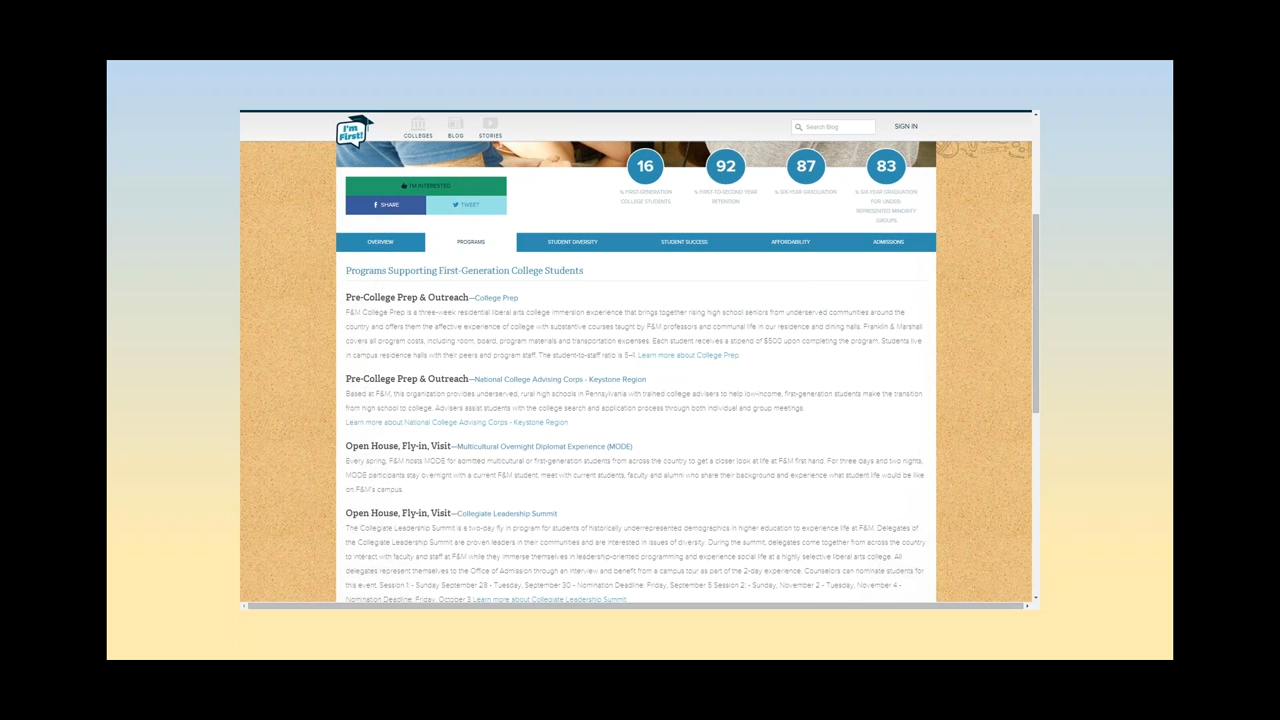 I'm First!
COLLEGES
BLOG
STORIES
Search Blog
SIGN IN
16
92
87
83
% FIRST-GENERATION COLLEGE STUDENTS
% FIRST-TO-SECOND YEAR RETENTION
% SIX-YEAR GRADUATION
% SIX-YEAR GRADUATION FOR UNDER REPRESENTED MINORITY GROUPS
I'M INTERESTED
SHARE
TWEET
OVERVIEW
PROGRAMS
STUDENT DIVERSITY
STUDENT SUCCESS
AFFORDABILITY
ADMISSIONS
Programs Supporting First-Generation College Students
Pre-College Prep & Outreach—College Prep
F&M College Prep is a three-week residential liberal arts college immersion experience that brings together rising high school seniors from underserved communities around the
country and offers them the affective experience of college with substantive courses taught by F&M professors and communal life in our residence and dining halls. Franklin & Marshall
covers all program costs, including room, board, program materials and transportation expenses. Each student receives a stipend of $500 upon completing the program. Students live
in campus residence halls with their peers and program staff. The student-to-staff ratio is 5–1. Learn more about College Prep.
Pre-College Prep & Outreach—National College Advising Corps - Keystone Region
Based at F&M, this organization provides underserved, rural high schools in Pennsylvania with trained college advisers to help low-income, first-generation students make the transition
from high school to college. Advisers assist students with the college search and application process through both individual and group meetings.
Learn more about National College Advising Corps - Keystone Region
Open House, Fly-in, Visit—Multicultural Overnight Diplomat Experience (MODE)
Every spring, F&M hosts MODE for admitted multicultural or first-generation students from across the country to get a closer look at life at F&M first hand. For three days and two nights,
MODE participants stay overnight with a current F&M student, meet with current students, faculty and alumni who share their background and experience what student life would be like
on F&M's campus.
Open House, Fly-in, Visit—Collegiate Leadership Summit
The Collegiate Leadership Summit is a two-day fly in program for students of historically underrepresented demographics in higher education to experience life at F&M. Delegates of
the Collegiate Leadership Summit are proven leaders in their communities and are interested in issues of diversity. During the summit, delegates come together from across the country
to interact with faculty and staff at F&M while they immerse themselves in leadership-oriented programming and experience social life at a highly selective liberal arts college. All
delegates represent themselves to the Office of Admission through an interview and benefit from a campus tour as part of the 2-day experience. Counselors can nominate students for
this event. Session 1: - Sunday September 28 - Tuesday, September 30 - Nomination Deadline: Friday, September 5 Session 2: - Sunday, November 2 - Tuesday, November 4 -
Nomination Deadline: Friday, October 3 Learn more about Collegiate Leadership Summit.